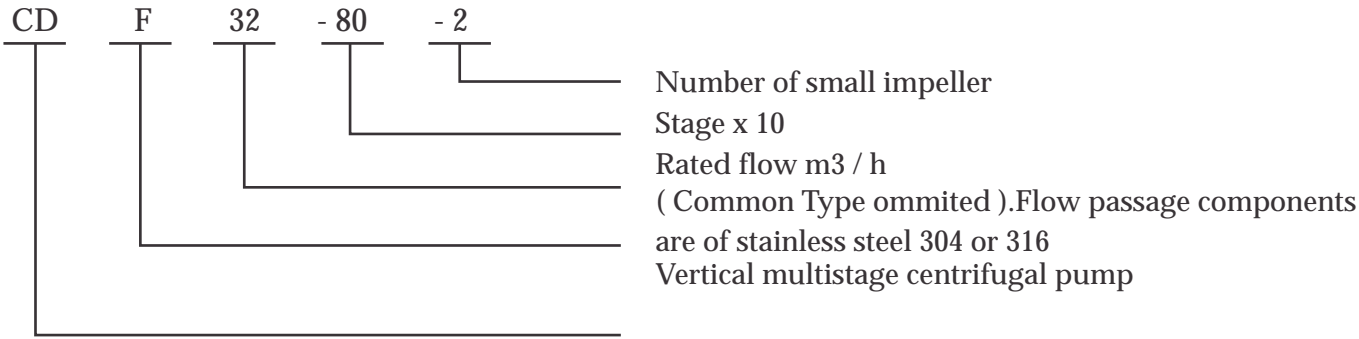 CD F 32 - 80 - 2
Number of small impeller
Stage x 10
Rated flow m3 / h
( Common Type ommited ).Flow passage components
are of stainless steel 304 or 316
Vertical multistage centrifugal pump